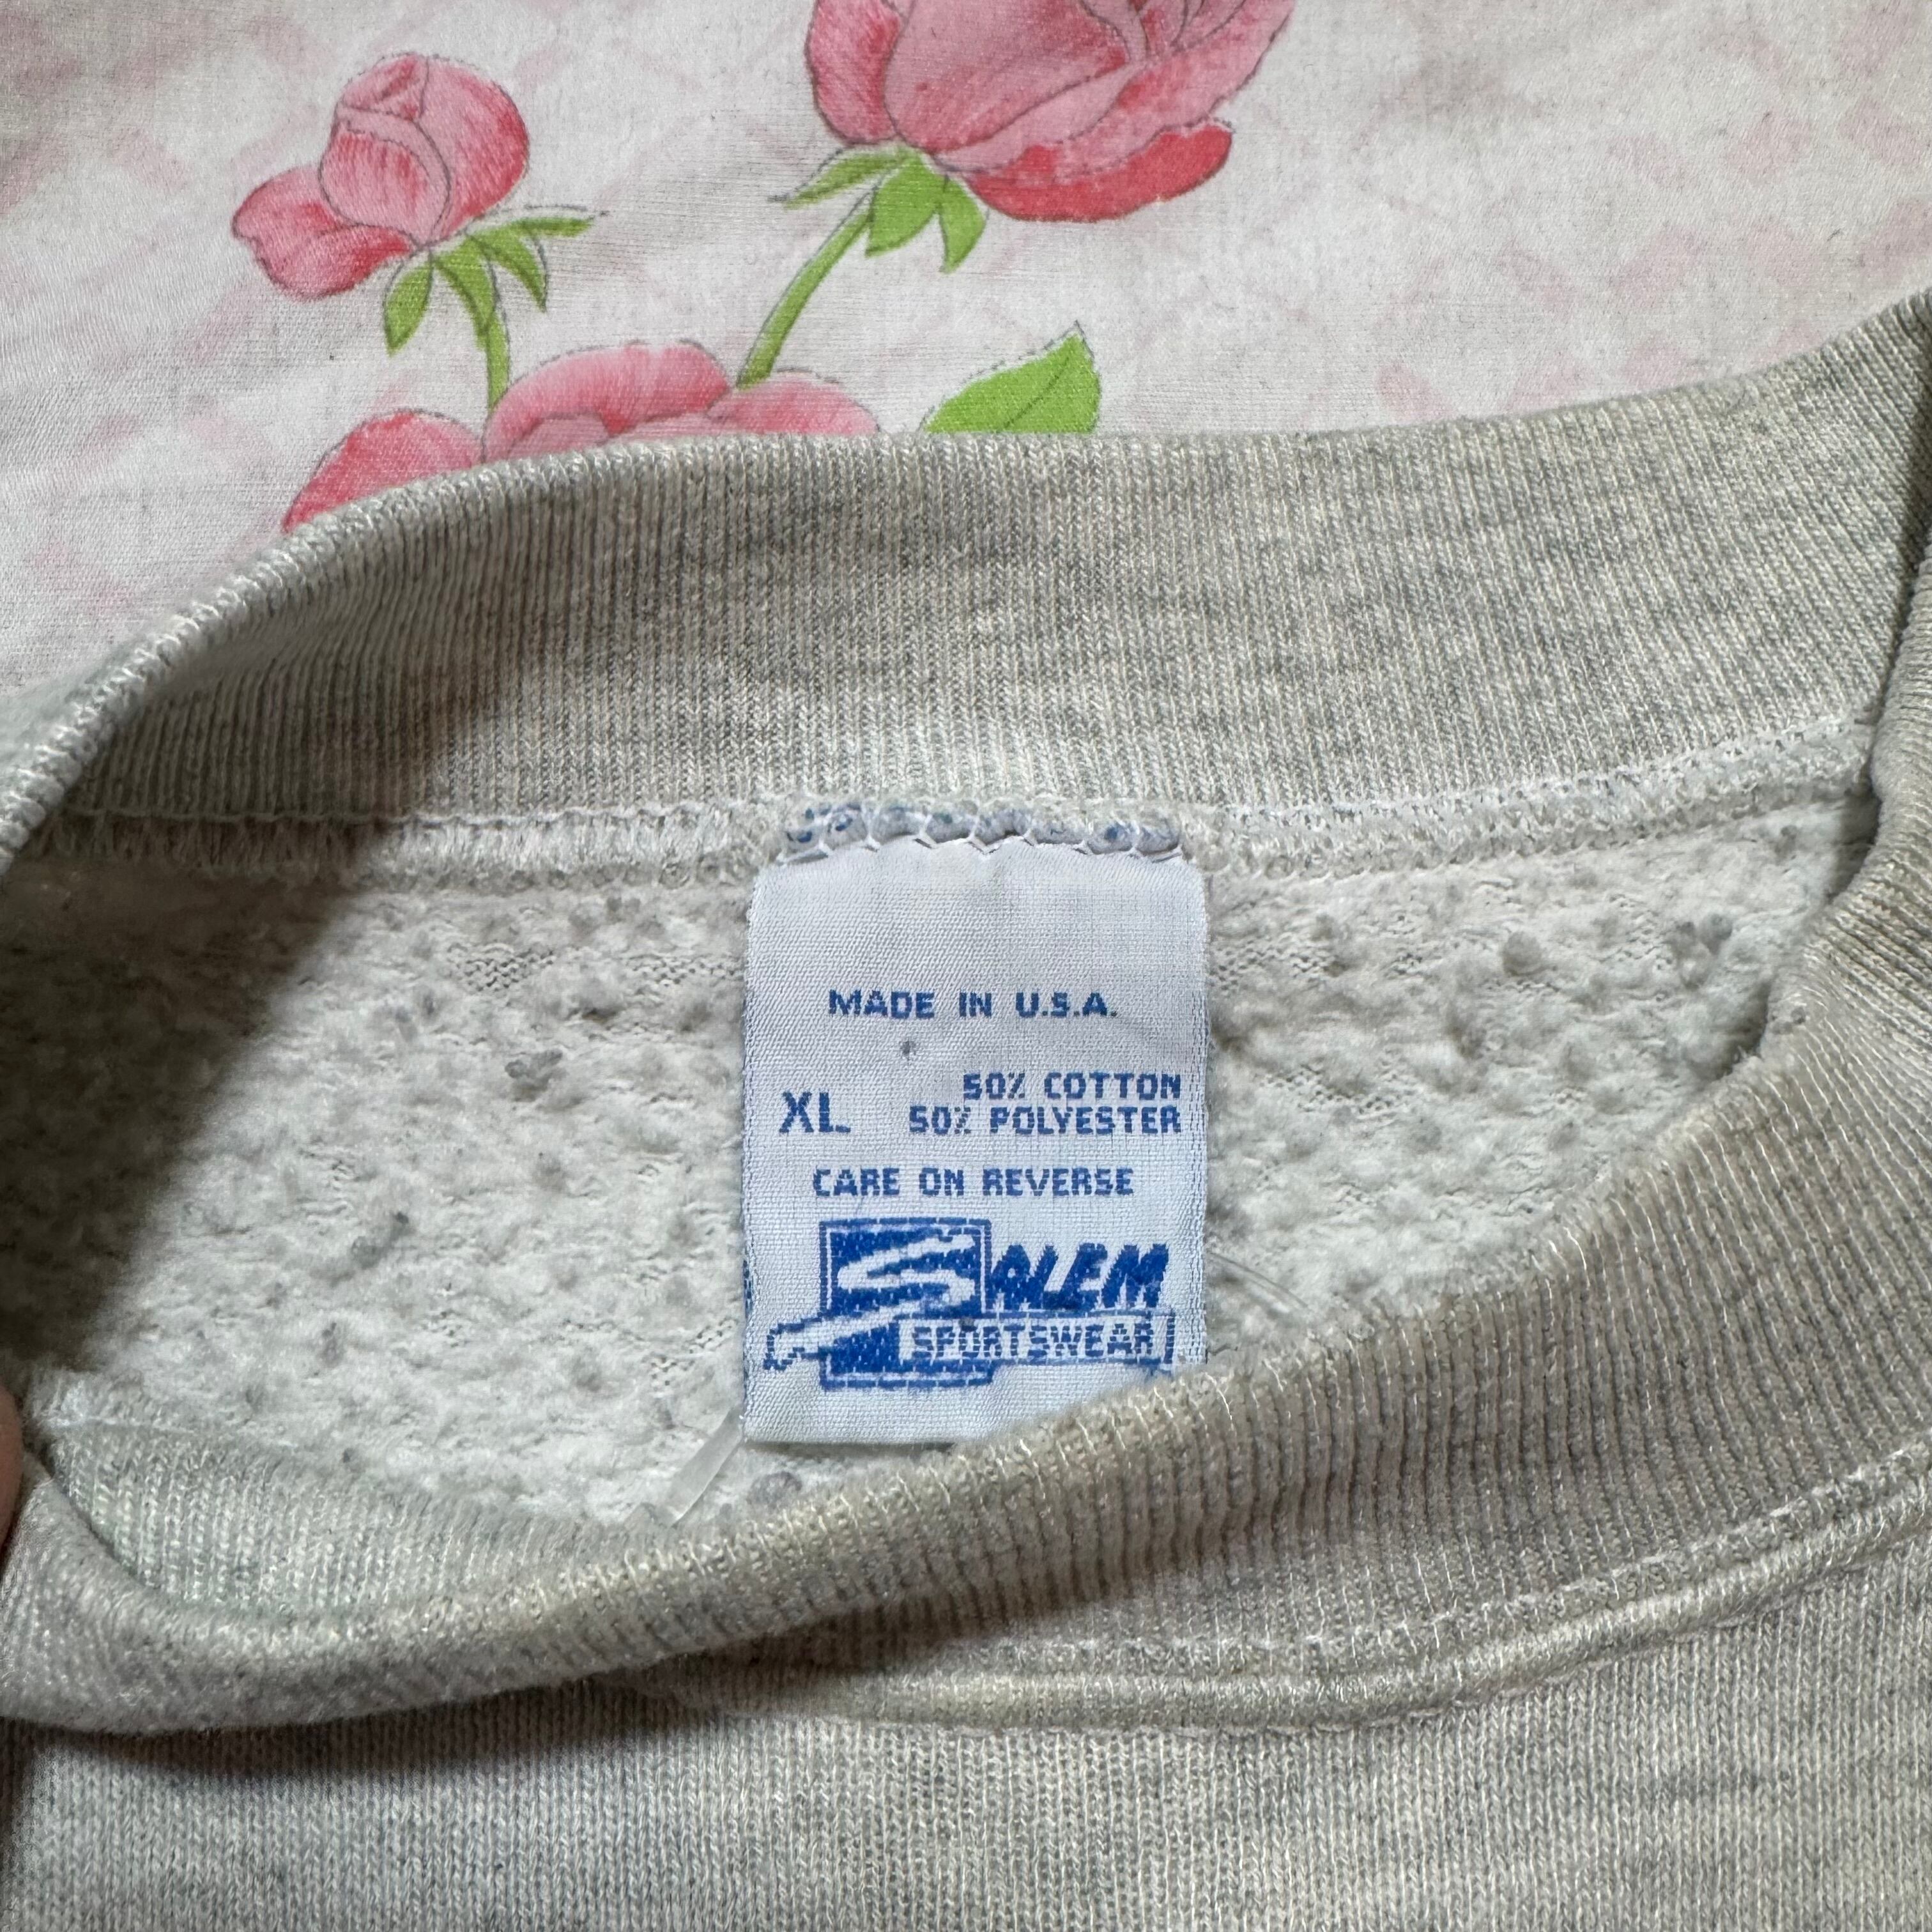 MADE IN U.S.A.
XL
50% COTTON
50% POLYESTER
CARE ON REVERSE
SALEM
SPORTSWEAR